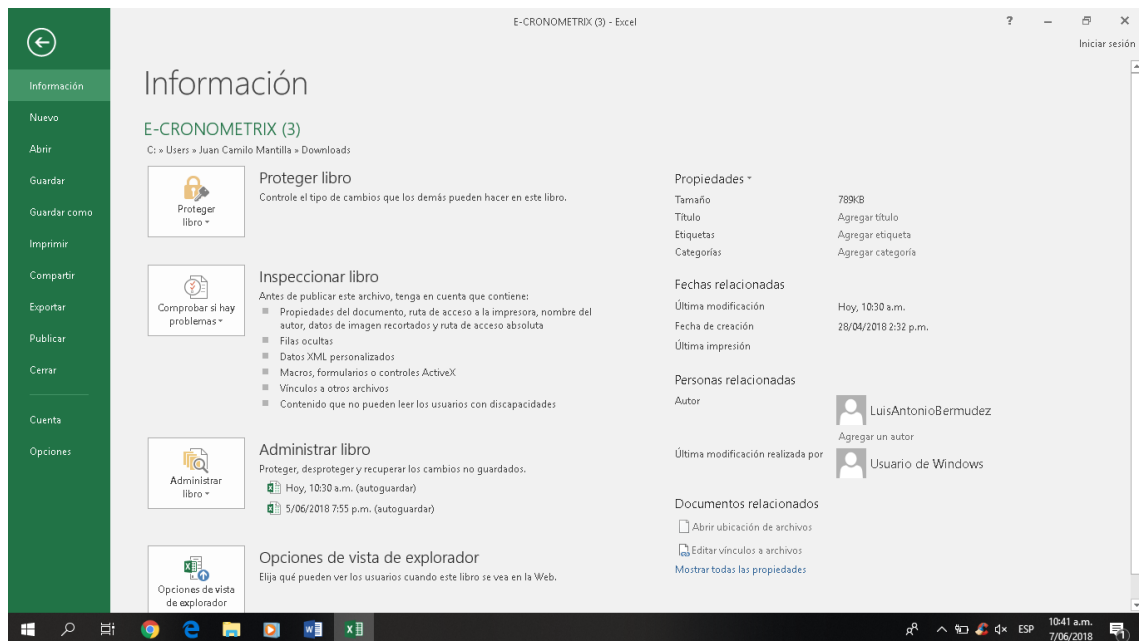 E-CRONOMETRIX (3) - Excel
?
Iniciar sesión
Información
Nuevo
Abrir
Guardar
Guardar como
Imprimir
Compartir
Exportar
Publicar
Cerrar
Cuenta
Opciones
Información
E-CRONOMETRIX (3)
C: » Users » Juan Camilo Mantilla » Downloads
Proteger
libro
Proteger libro
Controle el tipo de cambios que los demás pueden hacer en este libro.
Comprobar si hay
problemas
Inspeccionar libro
Antes de publicar este archivo, tenga en cuenta que contiene:
Propiedades del documento, ruta de acceso a la impresora, nombre del
autor, datos de imagen recortados y ruta de acceso absoluta
Filas ocultas
Datos XML personalizados
Macros, formularios o controles ActiveX
Vínculos a otros archivos
Contenido que no pueden leer los usuarios con discapacidades
Administrar
libro
Administrar libro
Proteger, desproteger y recuperar los cambios no guardados.
Hoy, 10:30 a.m. (autoguardar)
5/06/2018 7:55 p.m. (autoguardar)
Opciones de vista
de explorador
Opciones de vista de explorador
Elija qué pueden ver los usuarios cuando este libro se vea en la Web.
Propiedades
Tamaño 789KB
Título Agregar título
Etiquetas Agregar etiqueta
Categorías Agregar categoría
Fechas relacionadas
Última modificación Hoy, 10:30 a.m.
Fecha de creación 28/04/2018 2:32 p.m.
Última impresión
Personas relacionadas
Autor LuisAntonioBermudez
Agregar un autor
Última modificación realizada por Usuario de Windows
Documentos relacionados
Abrir ubicación de archivos
Editar vínculos a archivos
Mostrar todas las propiedades
ESP
10:41 a.m.
7/06/2018